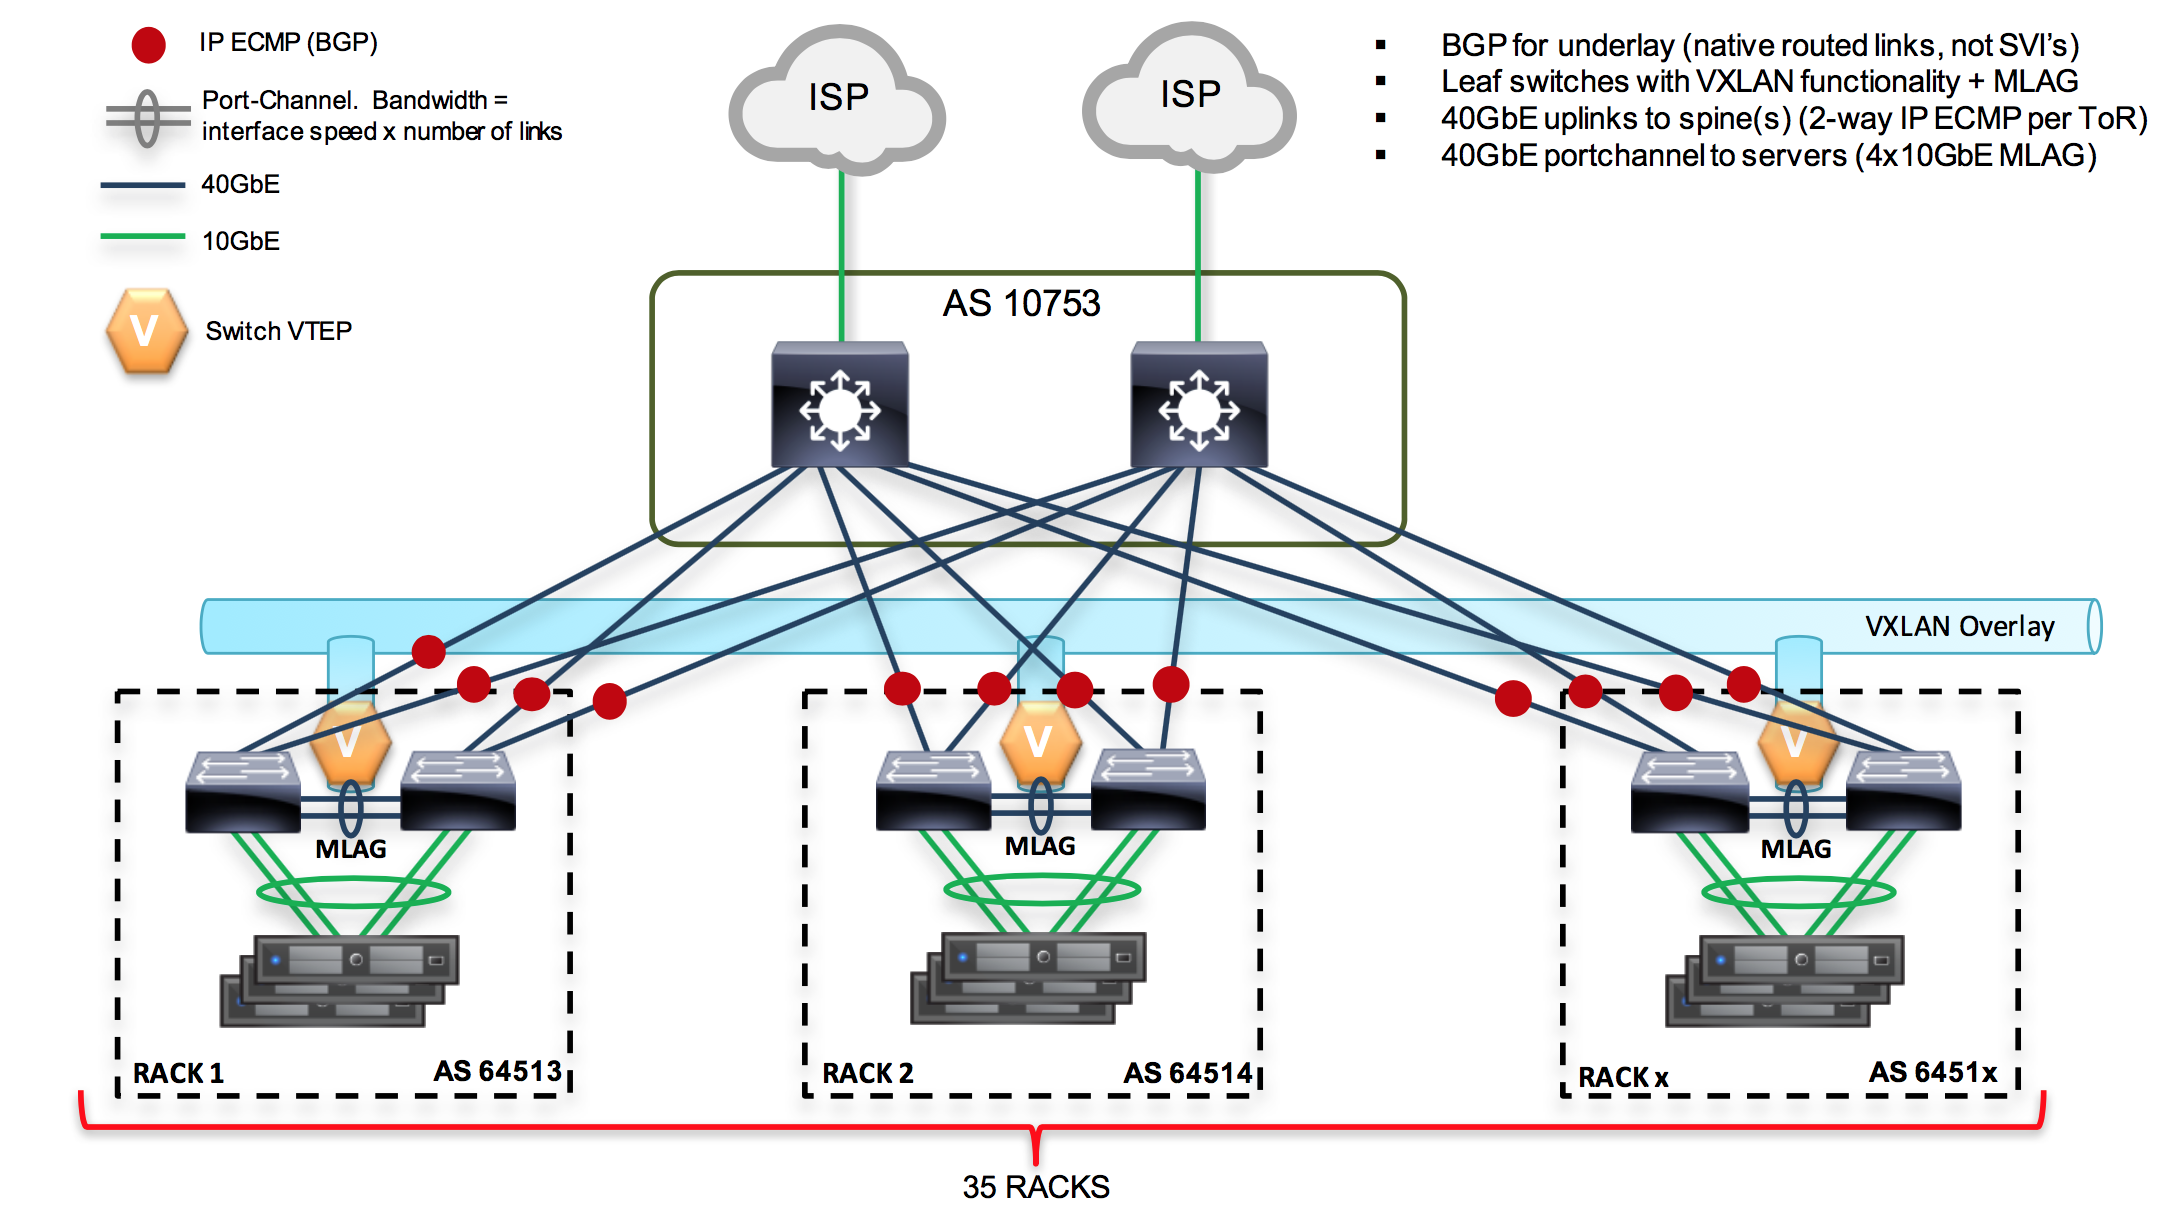 IP ECMP (BGP)
Port-Channel. Bandwidth =
interface speed x number of links
40GbE
10GbE
V
Switch VTEP
ISP
ISP
▪ BGP for underlay (native routed links, not SVI’s)
▪ Leaf switches with VXLAN functionality + MLAG
▪ 40GbE uplinks to spine(s) (2-way IP ECMP per ToR)
▪ 40GbE portchannel to servers (4x10GbE MLAG)
AS 10753
VXLAN Overlay
V
V
V
MLAG
MLAG
MLAG
RACK 1
AS 64513
RACK 2
AS 64514
RACK x
AS 6451x
35 RACKS